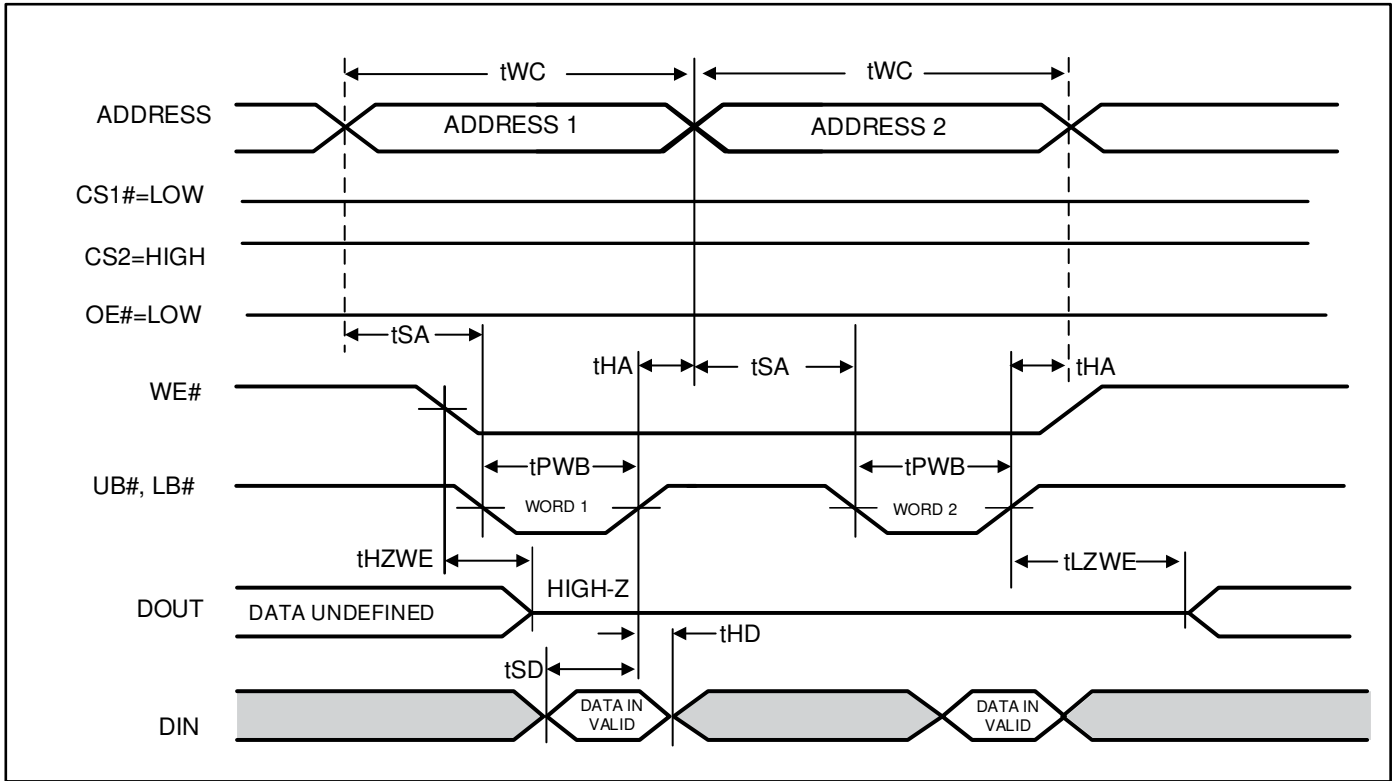 tWC tWC
ADDRESS ADDRESS 1 ADDRESS 2
CS1#=LOW
CS2=HIGH
OE#=LOW
tSA
tHA tSA tHA
WE#
tPWB tPWB
UB#, LB# WORD 1 WORD 2
tHZWE tLZWE
HIGH-Z
DOUT DATA UNDEFINED
tHD
tSD
DIN DATA IN VALID DATA IN VALID